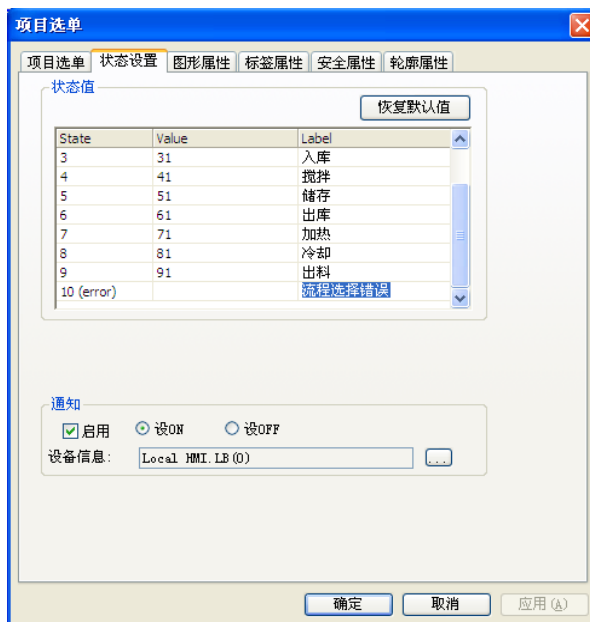 项目选单
项目选单 状态设置 图形属性 标签属性 安全属性 轮廓属性
状态值
恢复默认值
State Value Label
3 31 入库
4 41 搅拌
5 51 储存
6 61 出库
7 71 加热
8 81 冷却
9 91 出料
10 (error) 流程选择错误
通知
启用 设ON 设OFF
设备信息: Local HMI.LB(0) ...
确定 取消 应用(A)